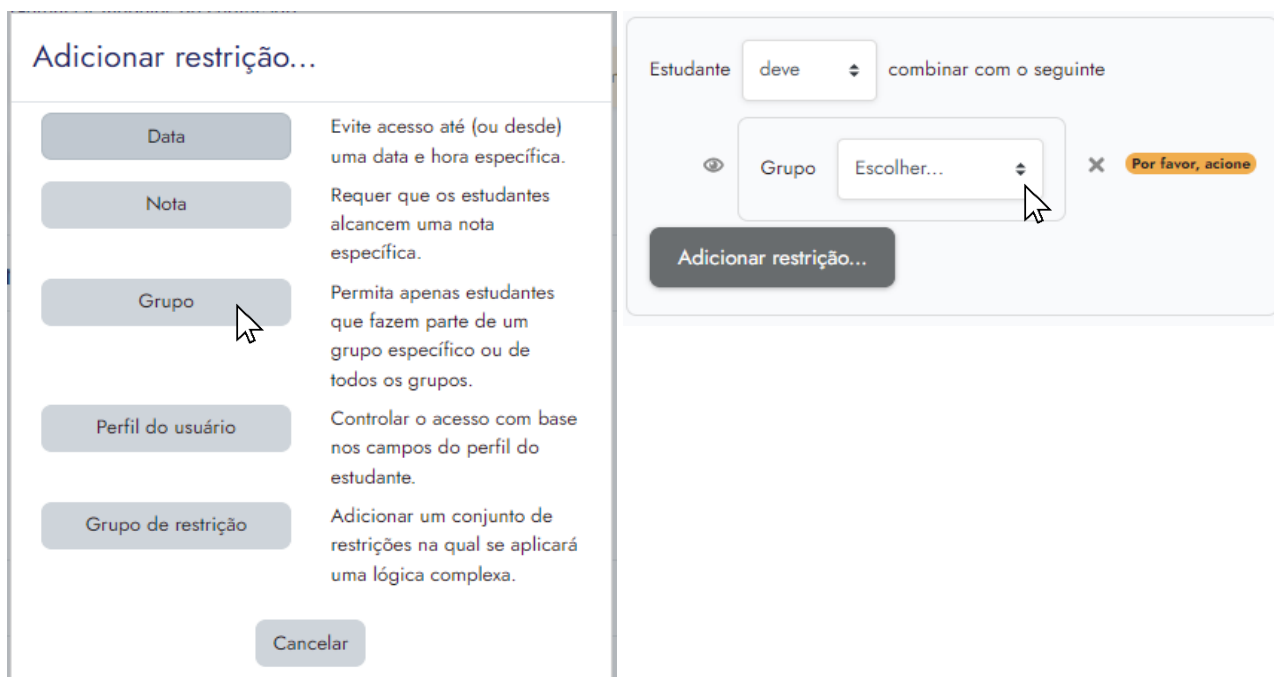 Adicionar restrição...
Data
Evite acesso até (ou desde)
uma data e hora específica.
Nota
Requer que os estudantes
alcancem uma nota
específica.
Grupo
Permita apenas estudantes
que fazem parte de um
grupo específico ou de
todos os grupos.
Perfil do usuário
Controlar o acesso com base
nos campos do perfil do
estudante.
Grupo de restrição
Adicionar um conjunto de
restrições na qual se aplicará
uma lógica complexa.
Cancelar
Estudante deve combinar com o seguinte
Grupo Escolher... Por favor, acione
Adicionar restrição...